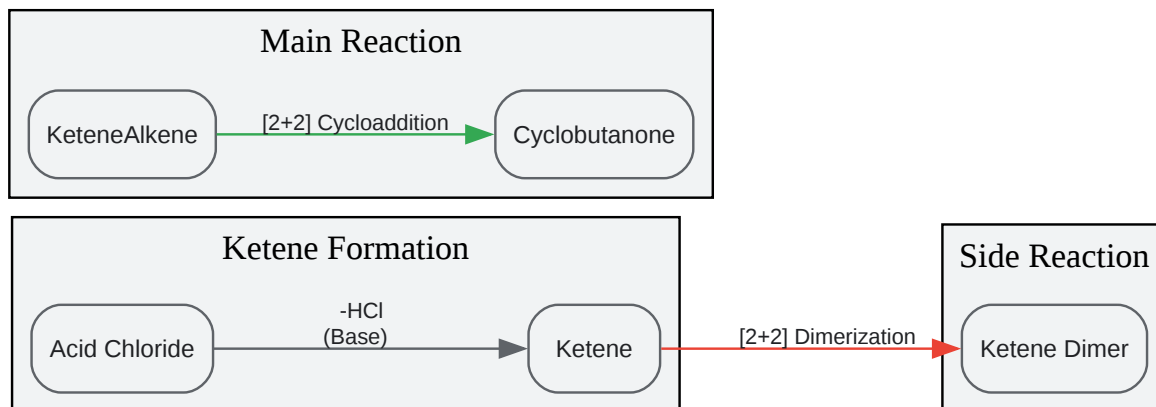 Main Reaction
KeteneAlkene
[2+2] Cycloaddition
Cyclobutanone
Ketene Formation
Acid Chloride
-HCl
(Base)
Ketene
[2+2] Dimerization
Side Reaction
Ketene Dimer